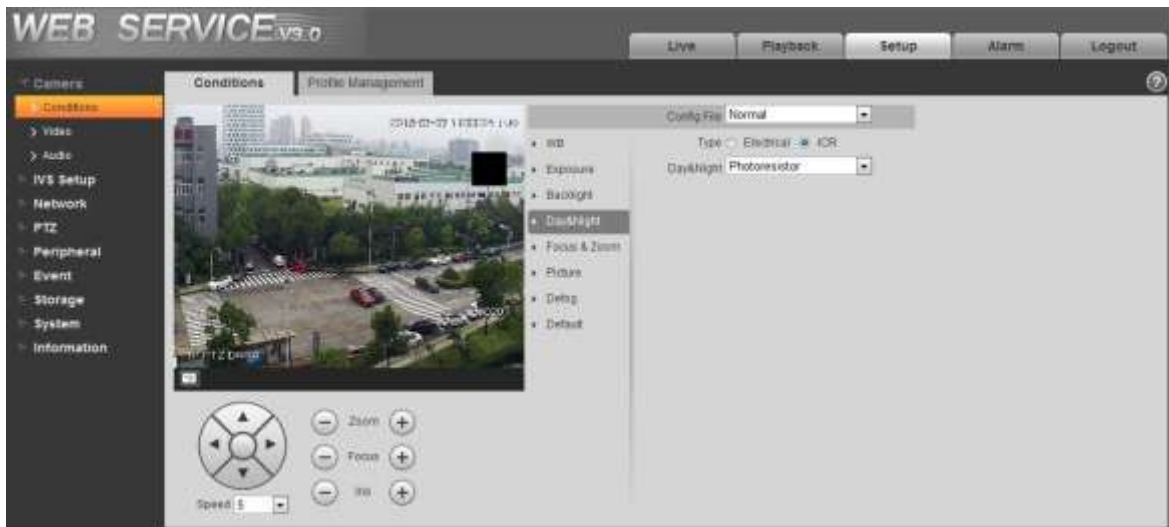 WEB SERVICE V3.0
Live
Playback
Setup
Alarm
Logout
Camera
Conditions
Video
Audio
IVS Setup
Network
PTZ
Peripheral
Event
Storage
System
Information
Conditions
Profile Management
Config File Normal
Type Electrical ICR
Day&Night Photoresistor
WB
Exposure
Backlight
Day&Night
Focus & Zoom
Picture
Defog
Default
Zoom
Focus
Iris
Speed 5